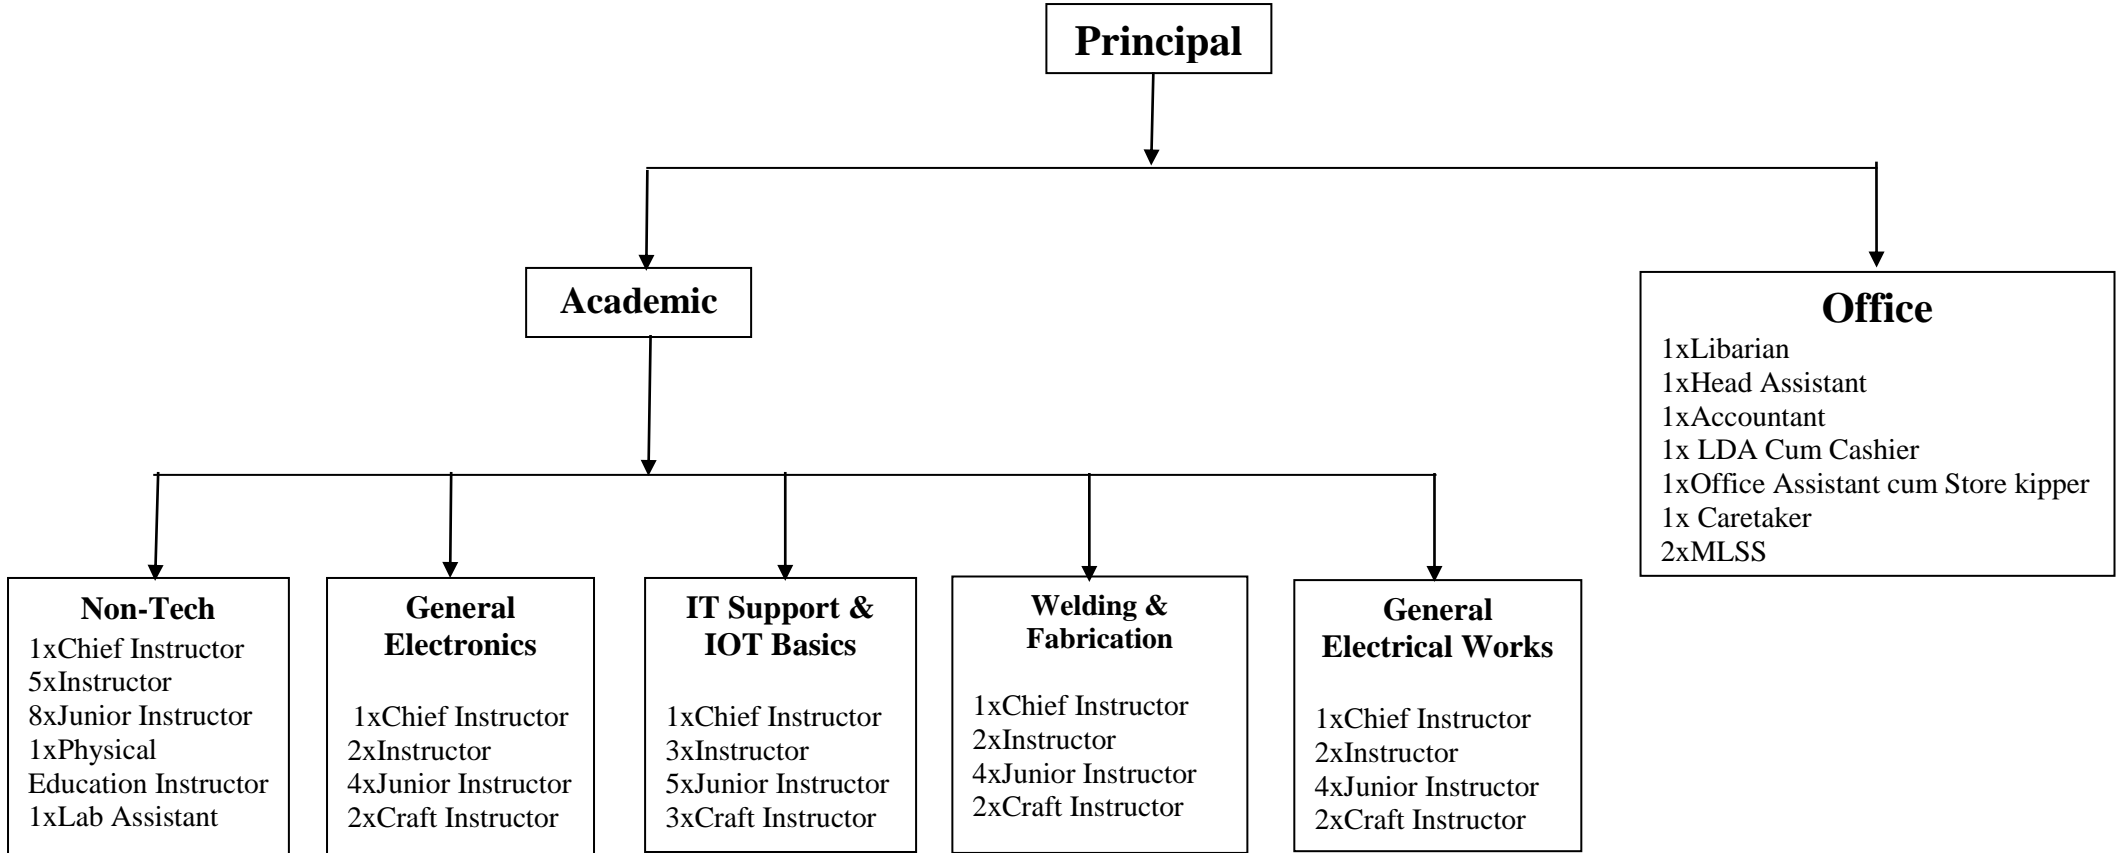 Principal
Academic
Office
1xLibarian
1xHead Assistant
1xAccountant
1x LDA Cum Cashier
1xOffice Assistant cum Store kipper
1x Caretaker
2xMLSS
Non-Tech
1xChief Instructor
5xInstructor
8xJunior Instructor
1xPhysical
Education Instructor
1xLab Assistant
General
Electronics
1xChief Instructor
2xInstructor
4xJunior Instructor
2xCraft Instructor
IT Support &
IOT Basics
1xChief Instructor
3xInstructor
5xJunior Instructor
3xCraft Instructor
Welding &
Fabrication
1xChief Instructor
2xInstructor
4xJunior Instructor
2xCraft Instructor
General
Electrical Works
1xChief Instructor
2xInstructor
4xJunior Instructor
2xCraft Instructor